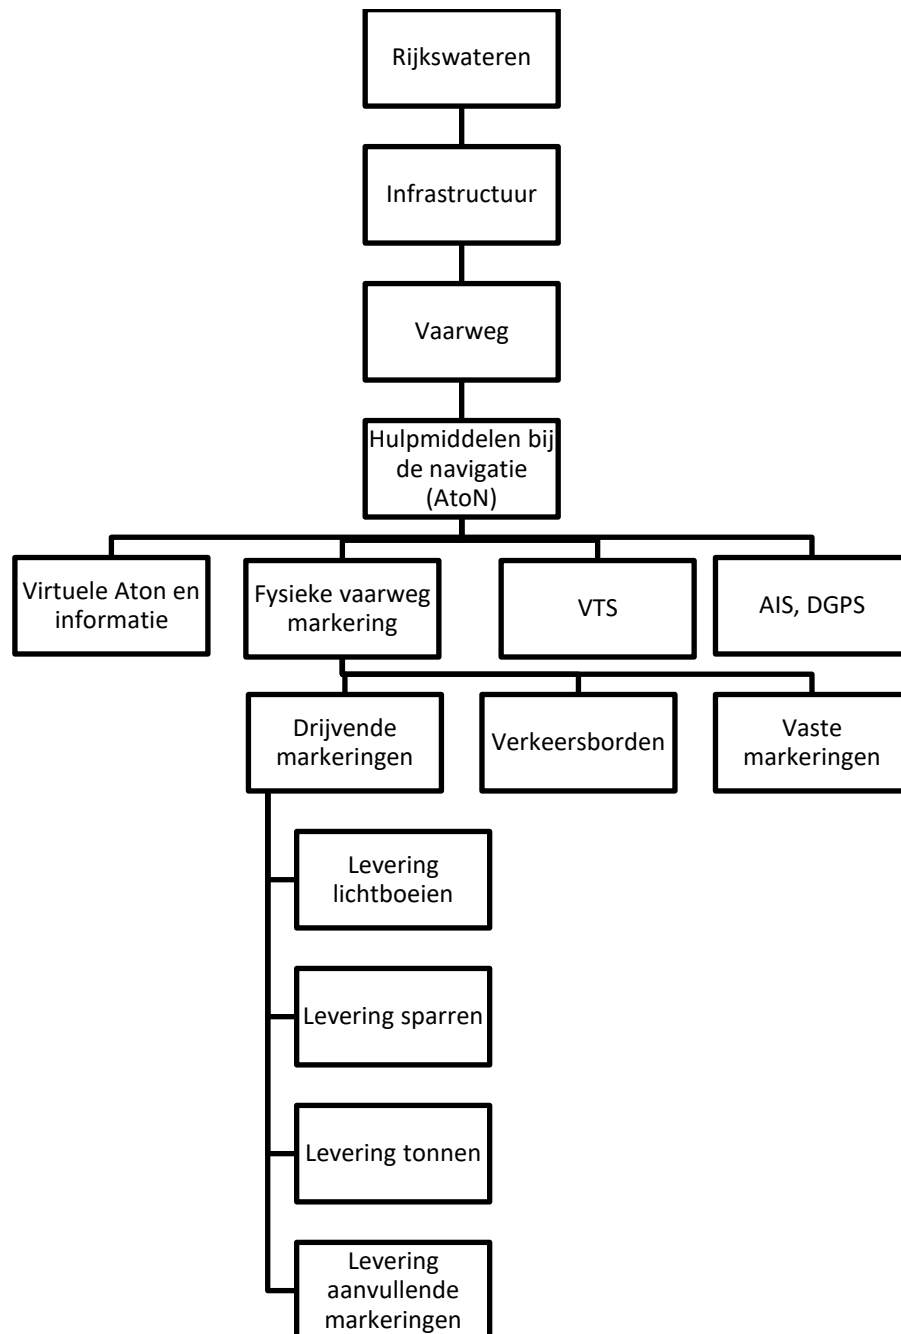 Rijkswateren
Infrastructuur
Vaarweg
Hulpmiddelen bij
de navigatie
(AtoN)
Virtuele Aton en
informatie
Fysieke vaarweg
markering
VTS
AIS, DGPS
Drijvende
markeringen
Verkeersborden
Vaste
markeringen
Levering
lichtboeien
Levering sparren
Levering tonnen
Levering
aanvullende
markeringen